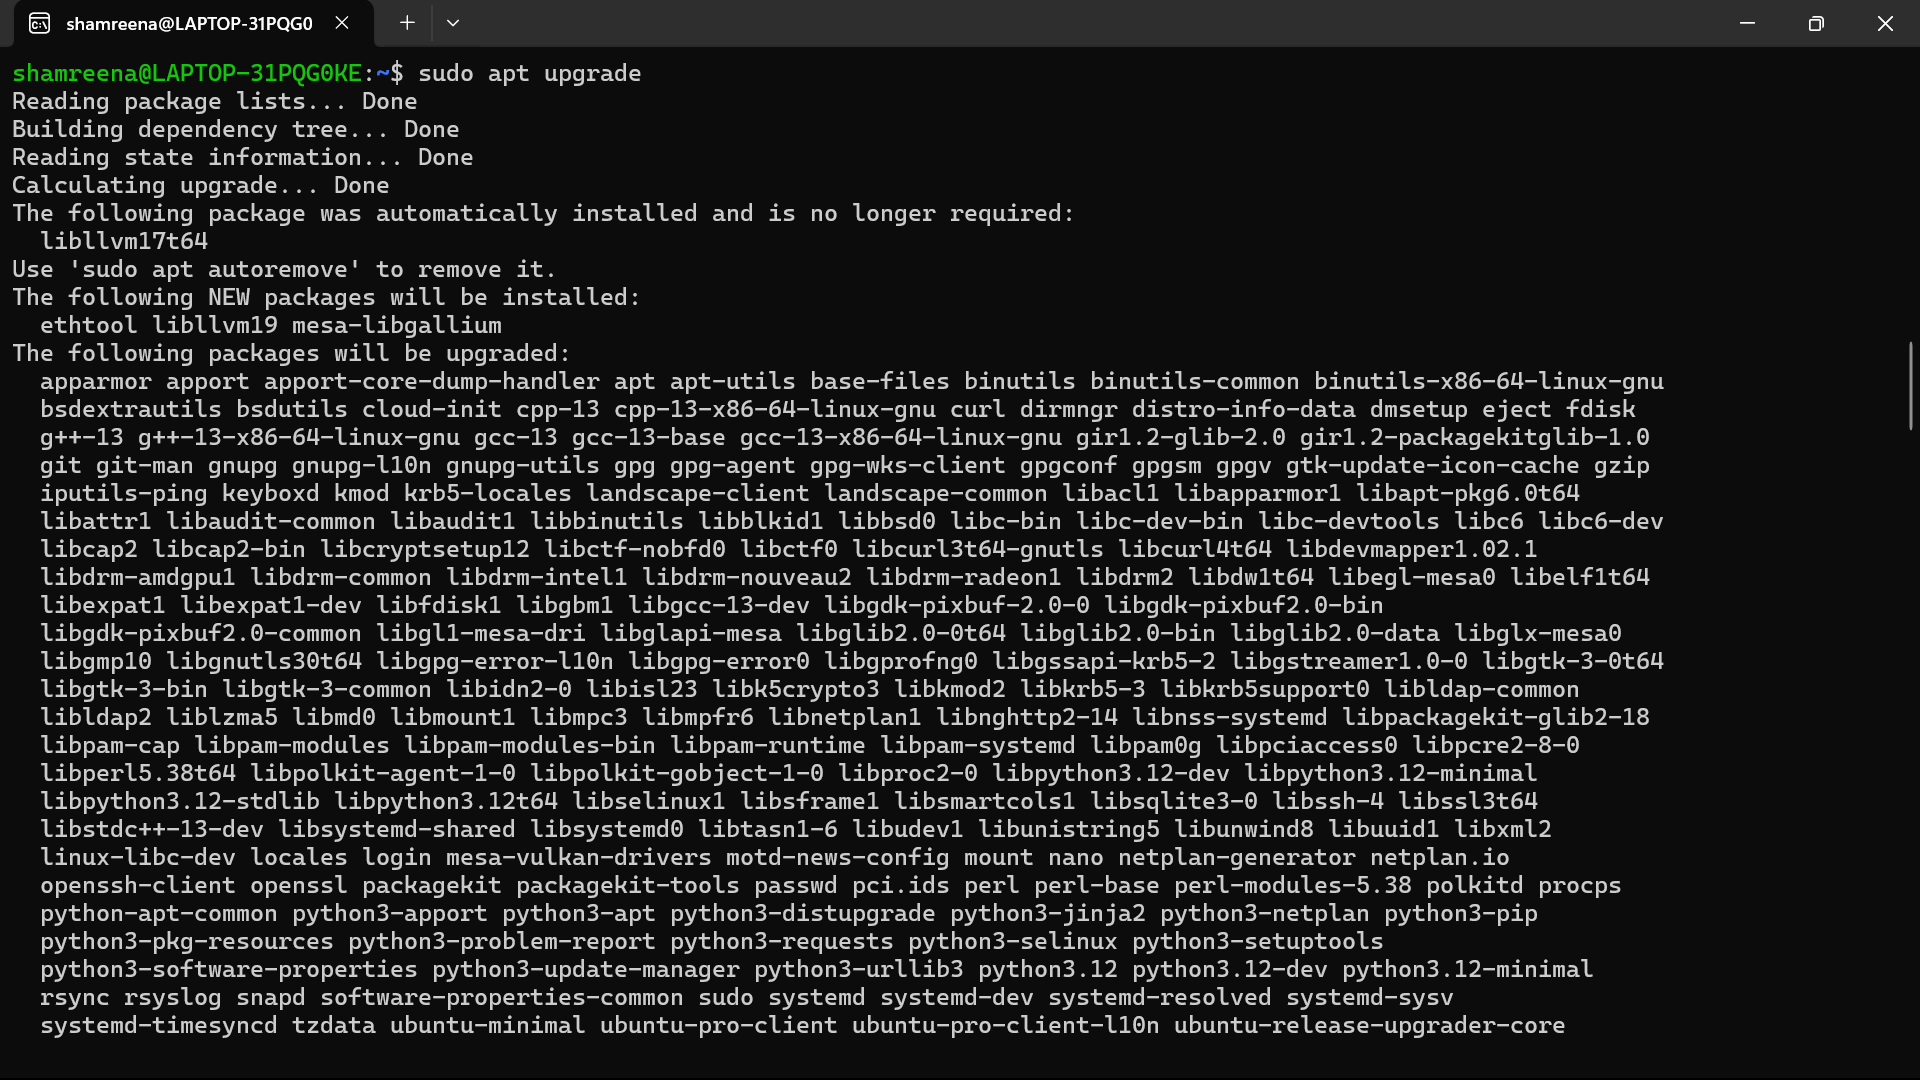 shamreena@LAPTOP-31PQG0
shamreena@LAPTOP-31PQG0KE:~$ sudo apt upgrade
Reading package lists... Done
Building dependency tree... Done
Reading state information... Done
Calculating upgrade... Done
The following package was automatically installed and is no longer required:
  libllvm17t64
Use 'sudo apt autoremove' to remove it.
The following NEW packages will be installed:
  ethtool libllvm19 mesa-libgallium
The following packages will be upgraded:
  apparmor apport apport-core-dump-handler apt apt-utils base-files binutils binutils-common binutils-x86-64-linux-gnu
  bsdextrautils bsdutils cloud-init cpp-13 cpp-13-x86-64-linux-gnu curl dirmngr distro-info-data dmsetup eject fdisk
  g++-13 g++-13-x86-64-linux-gnu gcc-13 gcc-13-base gcc-13-x86-64-linux-gnu gir1.2-glib-2.0 gir1.2-packagekitglib-1.0
  git git-man gnupg gnupg-l10n gnupg-utils gpg gpg-agent gpg-wks-client gpgconf gpgsm gpgv gtk-update-icon-cache gzip
  iputils-ping keyboxd kmod krb5-locales landscape-client landscape-common libacl1 libapparmor1 libapt-pkg6.0t64
  libattr1 libaudit-common libaudit1 libbinutils libblkid1 libbsd0 libc-bin libc-dev-bin libc-devtools libc6 libc6-dev
  libcap2 libcap2-bin libcryptsetup12 libctf-nobfd0 libctf0 libcurl3t64-gnutls libcurl4t64 libdevmapper1.02.1
  libdrm-amdgpu1 libdrm-common libdrm-intel1 libdrm-nouveau2 libdrm-radeon1 libdrm2 libdw1t64 libegl-mesa0 libelf1t64
  libexpat1 libexpat1-dev libfdisk1 libgbm1 libgcc-13-dev libgdk-pixbuf-2.0-0 libgdk-pixbuf2.0-bin
  libgdk-pixbuf2.0-common libgl1-mesa-dri libglapi-mesa libglib2.0-0t64 libglib2.0-bin libglib2.0-data libglx-mesa0
  libgmp10 libgnutls30t64 libgpg-error-l10n libgpg-error0 libgprofng0 libgssapi-krb5-2 libgstreamer1.0-0 libgtk-3-0t64
  libgtk-3-bin libgtk-3-common libidn2-0 libisl23 libk5crypto3 libkmod2 libkrb5-3 libkrb5support0 libldap-common
  libldap2 liblzma5 libmd0 libmount1 libmpc3 libmpfr6 libnetplan1 libnghttp2-14 libnss-systemd libpackagekit-glib2-18
  libpam-cap libpam-modules libpam-modules-bin libpam-runtime libpam-systemd libpam0g libpciaccess0 libpcre2-8-0
  libperl5.38t64 libpolkit-agent-1-0 libpolkit-gobject-1-0 libproc2-0 libpython3.12-dev libpython3.12-minimal
  libpython3.12-stdlib libpython3.12t64 libselinux1 libsframe1 libsmartcols1 libsqlite3-0 libssh-4 libssl3t64
  libstdc++-13-dev libsystemd-shared libsystemd0 libtasn1-6 libudev1 libunistring5 libunwind8 libuuid1 libxml2
  linux-libc-dev locales login mesa-vulkan-drivers motd-news-config mount nano netplan-generator netplan.io
  openssh-client openssl packagekit packagekit-tools passwd pci.ids perl perl-base perl-modules-5.38 polkitd procps
  python-apt-common python3-apport python3-apt python3-distupgrade python3-jinja2 python3-netplan python3-pip
  python3-pkg-resources python3-problem-report python3-requests python3-selinux python3-setuptools
  python3-software-properties python3-update-manager python3-urllib3 python3.12 python3.12-dev python3.12-minimal
  rsync rsyslog snapd software-properties-common sudo systemd systemd-dev systemd-resolved systemd-sysv
  systemd-timesyncd tzdata ubuntu-minimal ubuntu-pro-client ubuntu-pro-client-l10n ubuntu-release-upgrader-core